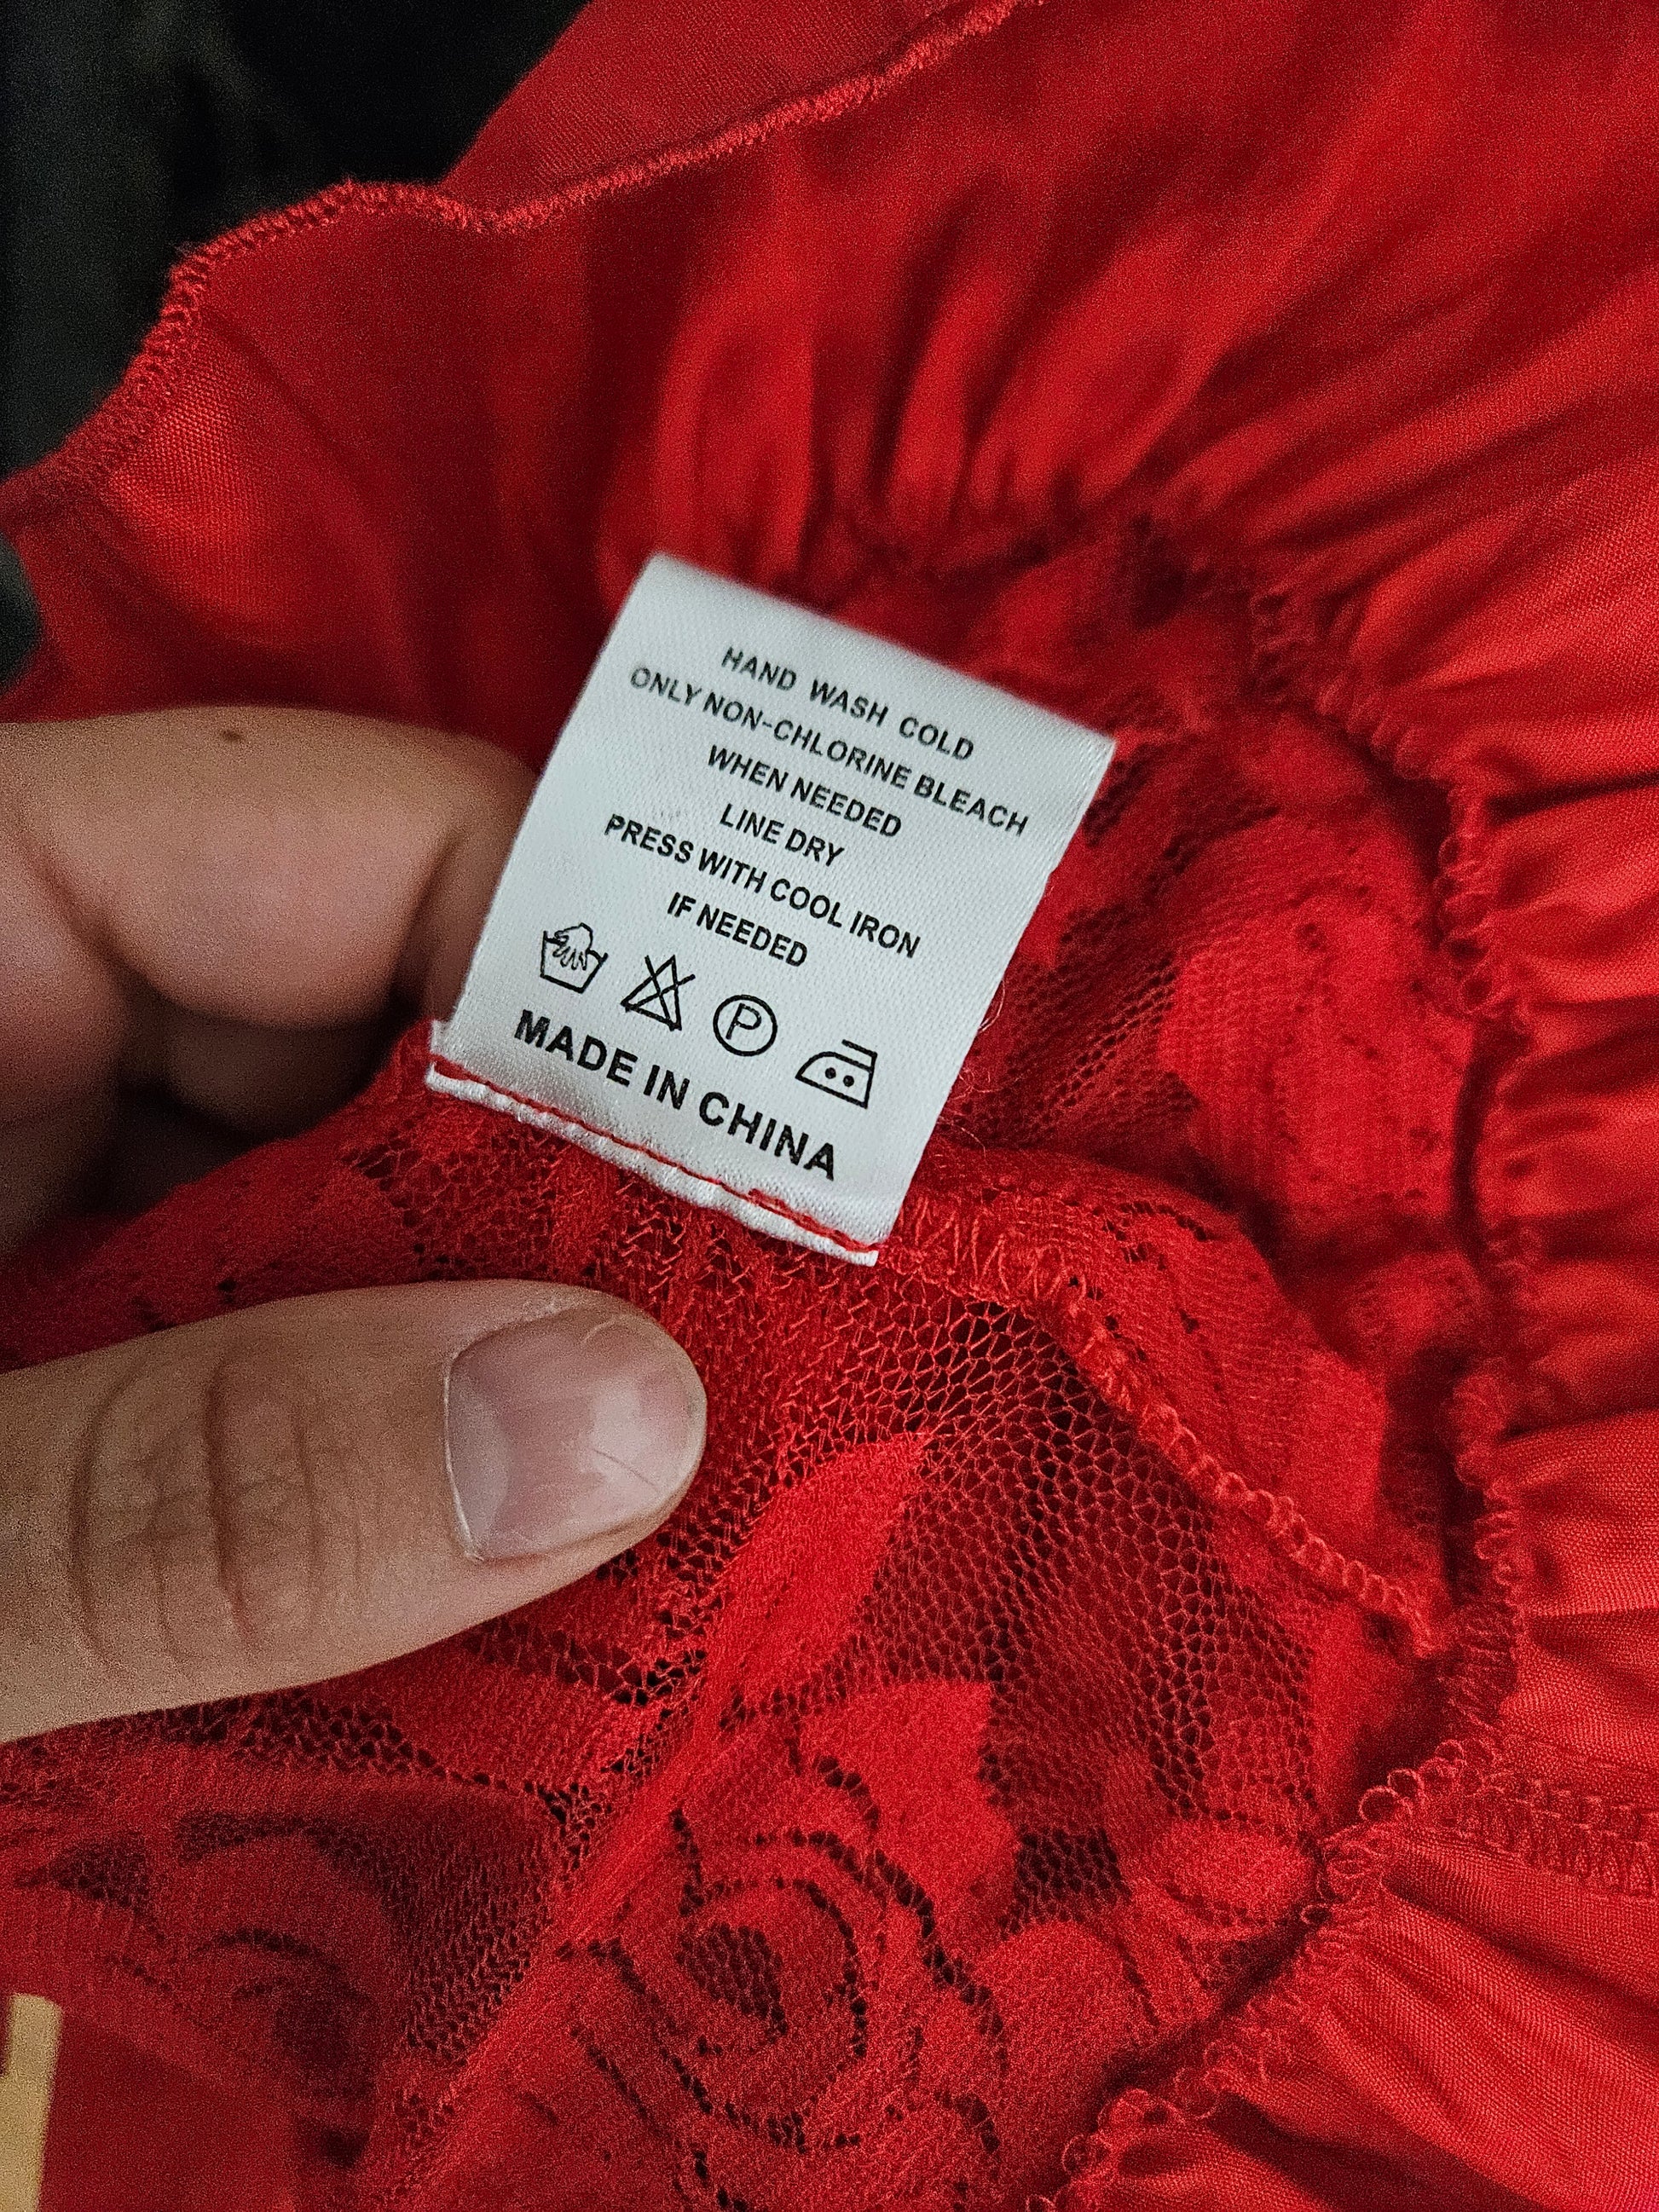 HAND WASH COLD
ONLY NON-CHLORINE BLEACH
WHEN NEEDED
LINE DRY
PRESS WITH COOL IRON
IF NEEDED
P
MADE IN CHINA